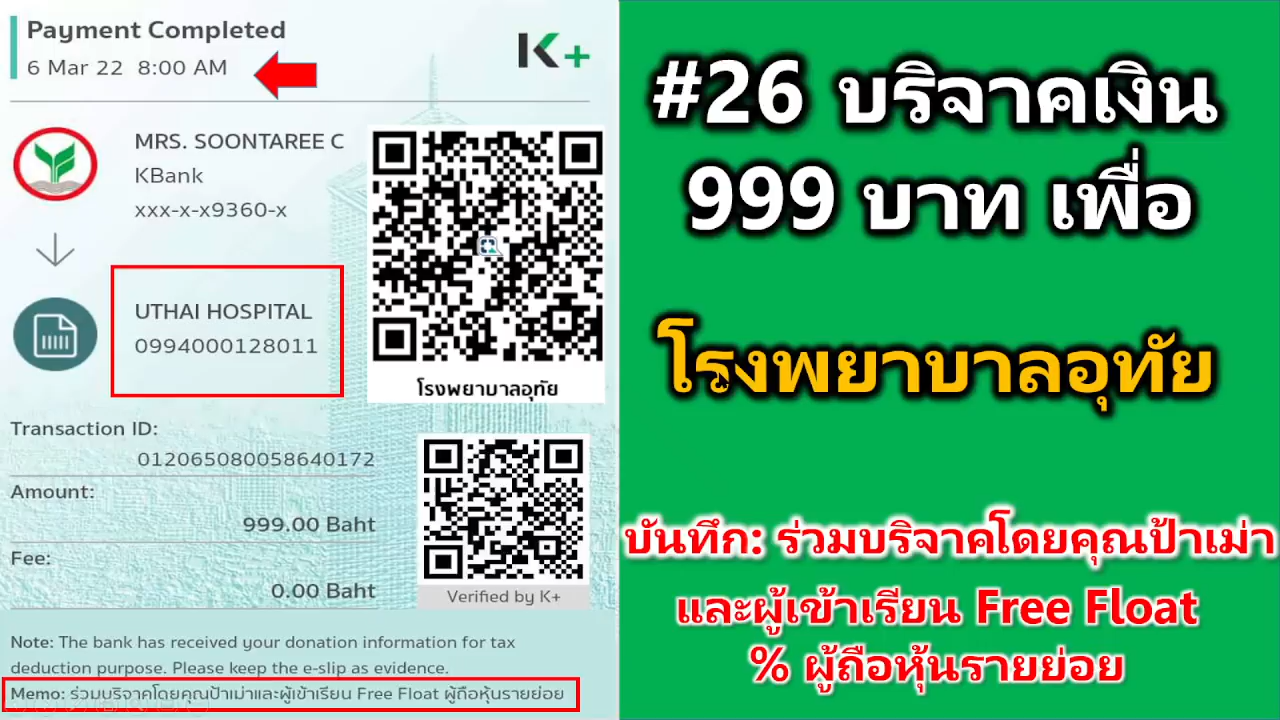 Payment Completed
6 Mar 22 8:00 AM
K+
MRS. SOONTAREE C
KBank
xxx-x-x9360-x
UTHAI HOSPITAL
0994000128011
โรงพยาบาลอุทัย
Transaction ID:
012065080058640172
Amount:
999.00 Baht
Fee:
0.00 Baht
Verified by K+
Note: The bank has received your donation information for tax
deduction purpose. Please keep the e-slip as evidence.
Memo: ร่วมบริจาคโดยคุณป้าเม่าและผู้เข้าเรียน Free Float ผู้ถือหุ้นรายย่อย
#26 บริจาคเงิน
999 บาท เพื่อ
โรงพยาบาลอุทัย
บันทึก: ร่วมบริจาคโดยคุณป้าเม่า
และผู้เข้าเรียน Free Float
% ผู้ถือหุ้นรายย่อย